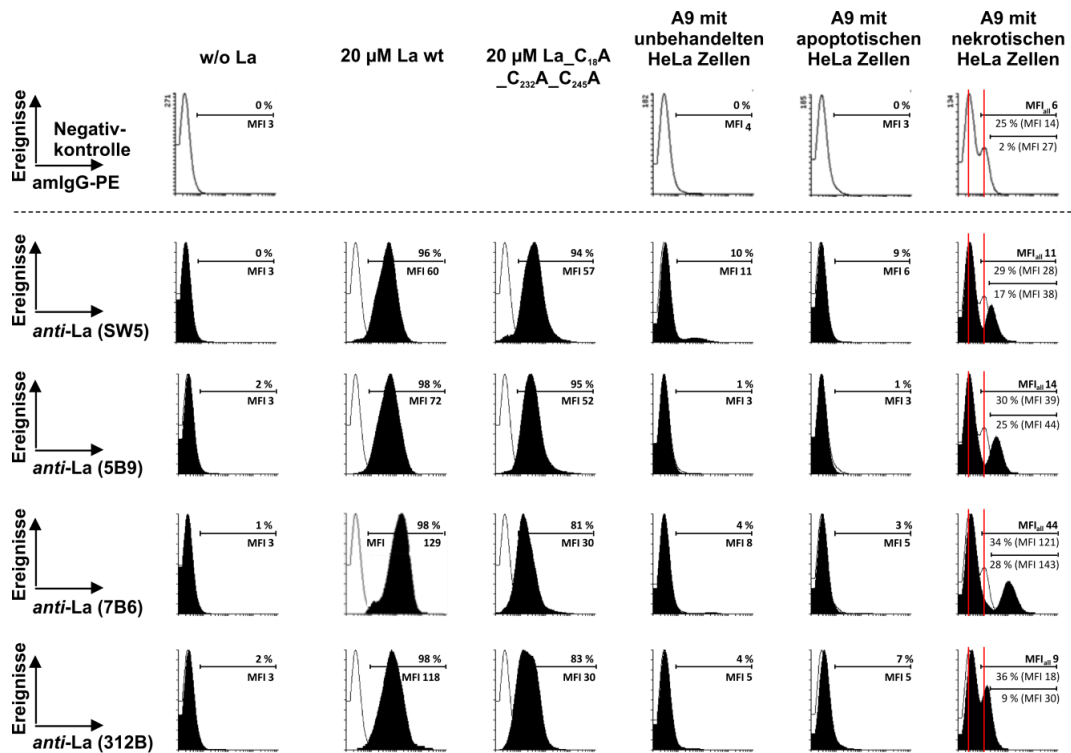 w/o La
20 µM La wt
20 µM La_C₁₈A
_C₂₃₂A_C₂₄₅A
A9 mit
unbehandelten
HeLa Zellen
A9 mit
apoptotischen
HeLa Zellen
A9 mit
nekrotischen
HeLa Zellen
Ereignisse
Negativ-
kontrolle
amIgG-PE
271
0 %
MFI 3
182
0 %
MFI 4
185
0 %
MFI 3
134
MFIall 6
25 % (MFI 14)
2 % (MFI 27)
Ereignisse
anti-La (SW5)
0 %
MFI 3
96 %
MFI 60
94 %
MFI 57
10 %
MFI 11
9 %
MFI 6
MFIall 11
29 % (MFI 28)
17 % (MFI 38)
Ereignisse
anti-La (5B9)
2 %
MFI 3
98 %
MFI 72
95 %
MFI 52
1 %
MFI 3
1 %
MFI 3
MFIall 14
30 % (MFI 39)
25 % (MFI 44)
Ereignisse
anti-La (7B6)
1 %
MFI 3
98 %
MFI 129
81 %
MFI 30
4 %
MFI 8
3 %
MFI 5
MFIall 44
34 % (MFI 121)
28 % (MFI 143)
Ereignisse
anti-La (312B)
2 %
MFI 3
98 %
MFI 118
83 %
MFI 30
4 %
MFI 5
7 %
MFI 5
MFIall 9
36 % (MFI 18)
9 % (MFI 30)